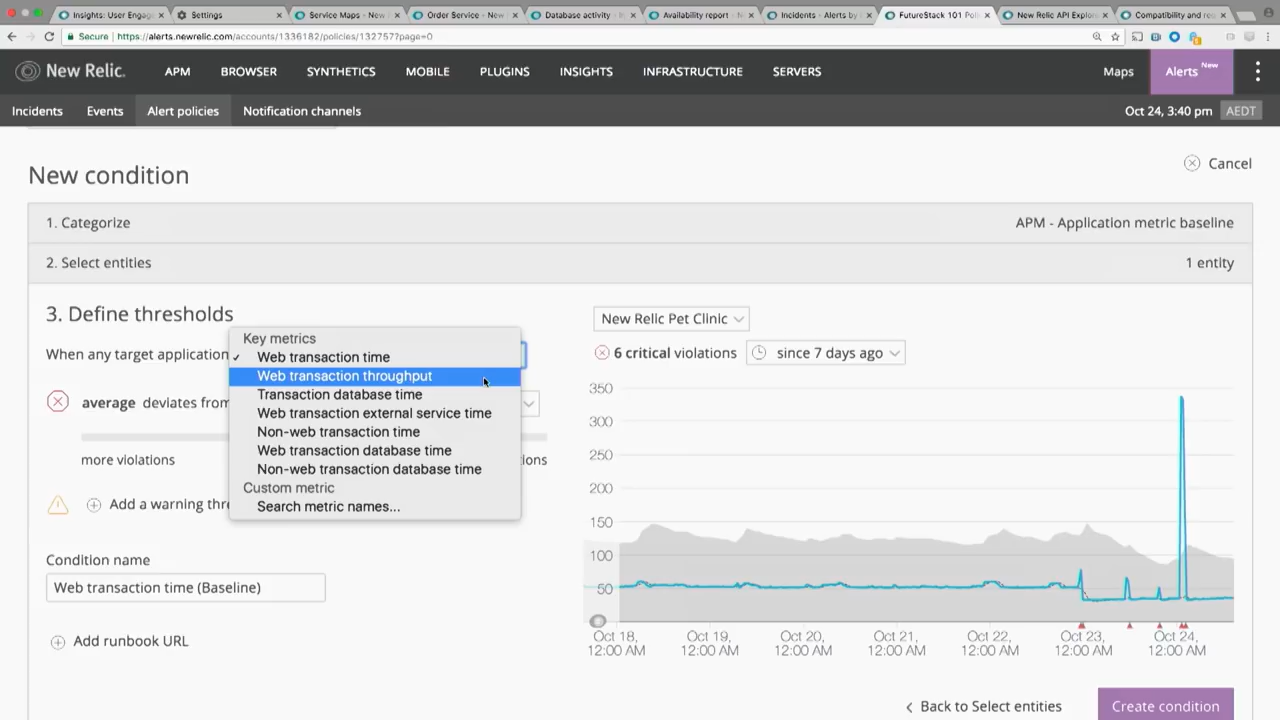 Insights: User Engag
Settings
Service Maps - New
Order Service - New
Database activity -
Availability report - N
Incidents - Alerts by
FutureStack 101 Poli
New Relic API Explor
Compatibility and re
Secure
https://alerts.newrelic.com/accounts/1336182/policies/132757?page=0
New Relic.
APM
BROWSER
SYNTHETICS
MOBILE
PLUGINS
INSIGHTS
INFRASTRUCTURE
SERVERS
Maps
Alerts New
Incidents
Events
Alert policies
Notification channels
Oct 24, 3:40 pm AEDT
New condition
Cancel
1. Categorize
APM - Application metric baseline
2. Select entities
1 entity
3. Define thresholds
When any target application
Key metrics
✓ Web transaction time
Web transaction throughput
Transaction database time
Web transaction external service time
Non-web transaction time
Web transaction database time
Non-web transaction database time
Custom metric
Search metric names...
average deviates from
more violations
Add a warning thre
Condition name
Web transaction time (Baseline)
Add runbook URL
New Relic Pet Clinic
6 critical violations
since 7 days ago
350
300
250
200
150
100
50
Oct 18, 12:00 AM
Oct 19, 12:00 AM
Oct 20, 12:00 AM
Oct 21, 12:00 AM
Oct 22, 12:00 AM
Oct 23, 12:00 AM
Oct 24, 12:00 AM
Back to Select entities
Create condition